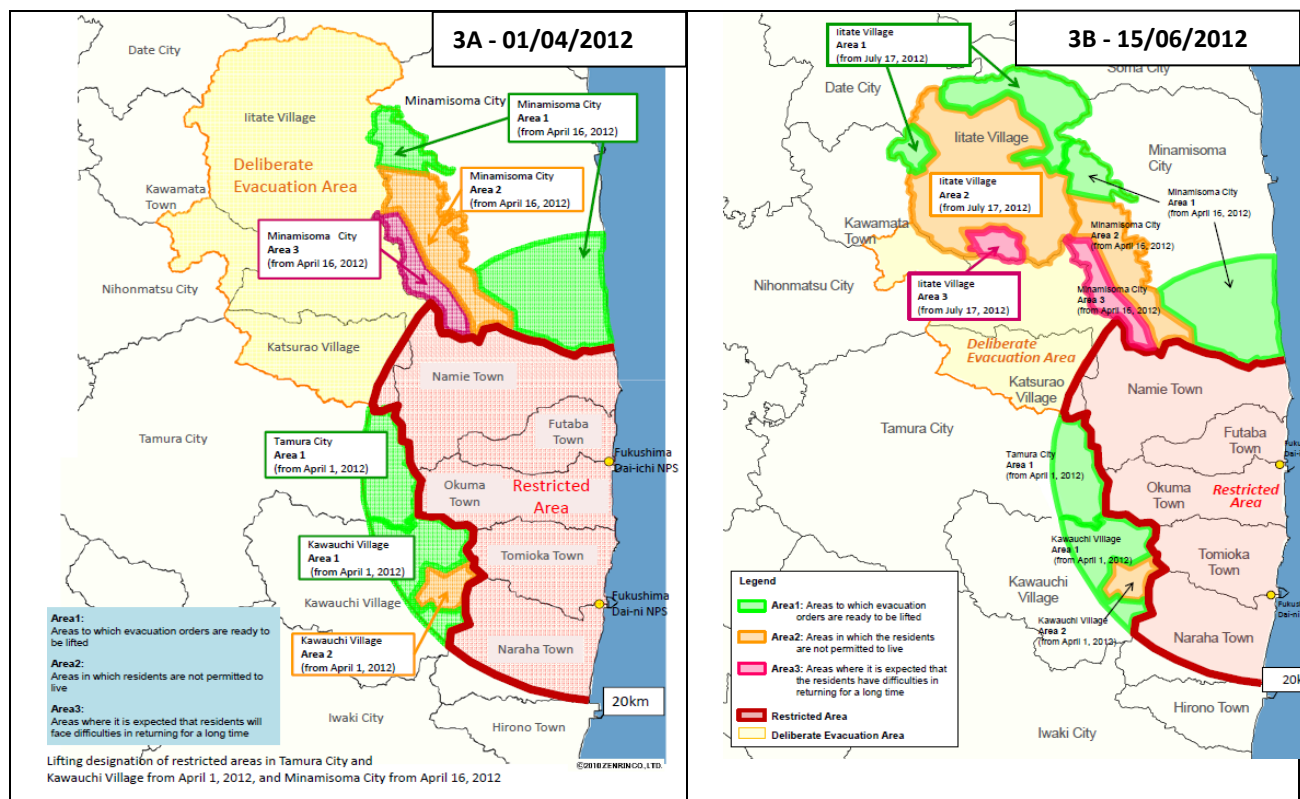 3A - 01/04/2012
Date City
Minamisoma City
Minamisoma City
Area 1
(from April 16, 2012)
Iitate Village
Deliberate
Evacuation Area
Minamisoma City
Area 2
(from April 16, 2012)
Kawamata
Town
Minamisoma City
Area 3
(from April 16, 2012)
Nihonmatsu City
Katsurao Village
Namie Town
Tamura City
Futaba
Town
Tamura City
Area 1
(from April 1, 2012)
Fukushima
Dai-ichi NPS
Okuma
Town
Restricted
Area
Kawauchi Village
Area 1
(from April 1, 2012)
Tomioka Town
Kawauchi Village
Fukushima
Dai-ni NPS
Kawauchi Village
Area 2
(from April 1, 2012)
Naraha Town
Area1:
Areas to which evacuation orders are ready to
be lifted
Area2:
Areas in which residents are not permitted to
live
Area3:
Areas where it is expected that residents will
face difficulties in returning for a long time
20km
Iwaki City
Hirono Town
Lifting designation of restricted areas in Tamura City and
Kawauchi Village from April 1, 2012, and Minamisoma City from April 16, 2012
©2010 ZENRIN CO., LTD.
3B - 15/06/2012
Iitate Village
Area 1
(from July 17, 2012)
Soma City
Date City
Iitate Village
Minamisoma
City
Minamisoma City
Area 1
(from April 16, 2012)
Iitate Village
Area 2
(from July 17, 2012)
Kawamata
Town
Minamisoma City
Area 2
(from April 16, 2012)
Nihonmatsu City
Iitate Village
Area 3
(from July 17, 2012)
Minamisoma City
Area 3
(from April 16, 2012)
Deliberate
Evacuation Area
Katsurao
Village
Namie Town
Tamura City
Futaba
Town
Tamura City
Area 1
(from April 1, 2012)
Dai-ichi
Okuma
Town
Restricted
Area
Kawauchi Village
Area 1
(from April 1, 2012)
Tomioka
Town
Kawauchi
Village
Dai-ni
Kawauchi Village
Area 2
(from April 1, 2012)
Naraha Town
Legend
Area1: Areas to which evacuation
orders are ready to be lifted
Area2: Areas in which the residents
are not permitted to live
Area3: Areas where it is expected that
the residents have difficulties in
returning for a long time
Restricted Area
Deliberate Evacuation Area
20k
Hirono Town
Iwaki City